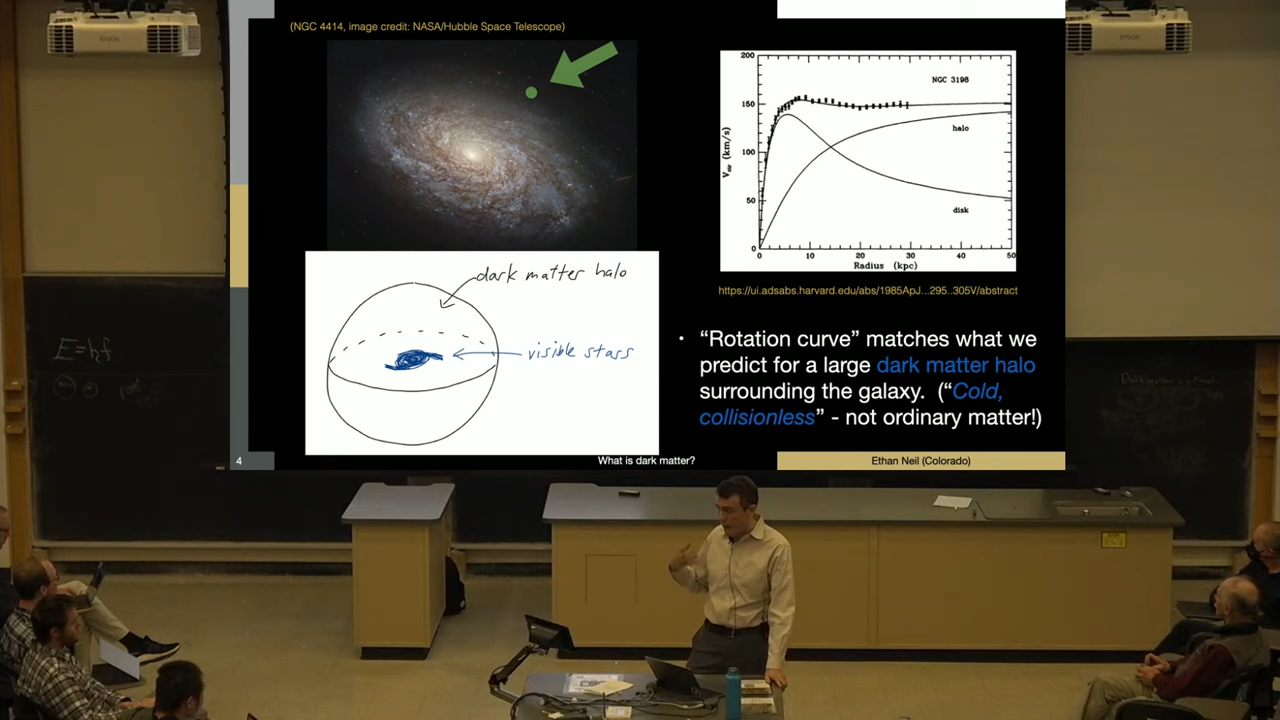 (NGC 4414, image credit: NASA/Hubble Space Telescope)
EPSON
EPSON
200
150
100
50
0
V_cir (km/s)
NGC 3198
halo
disk
0 10 20 30 40 50
Radius (kpc)
https://ui.adsabs.harvard.edu/abs/1985ApJ...295..305V/abstract
dark matter halo
visible stars
• “Rotation curve” matches what we
predict for a large dark matter halo
surrounding the galaxy. (“Cold,
collisionless” - not ordinary matter!)
4
What is dark matter?
Ethan Neil (Colorado)
E=hf